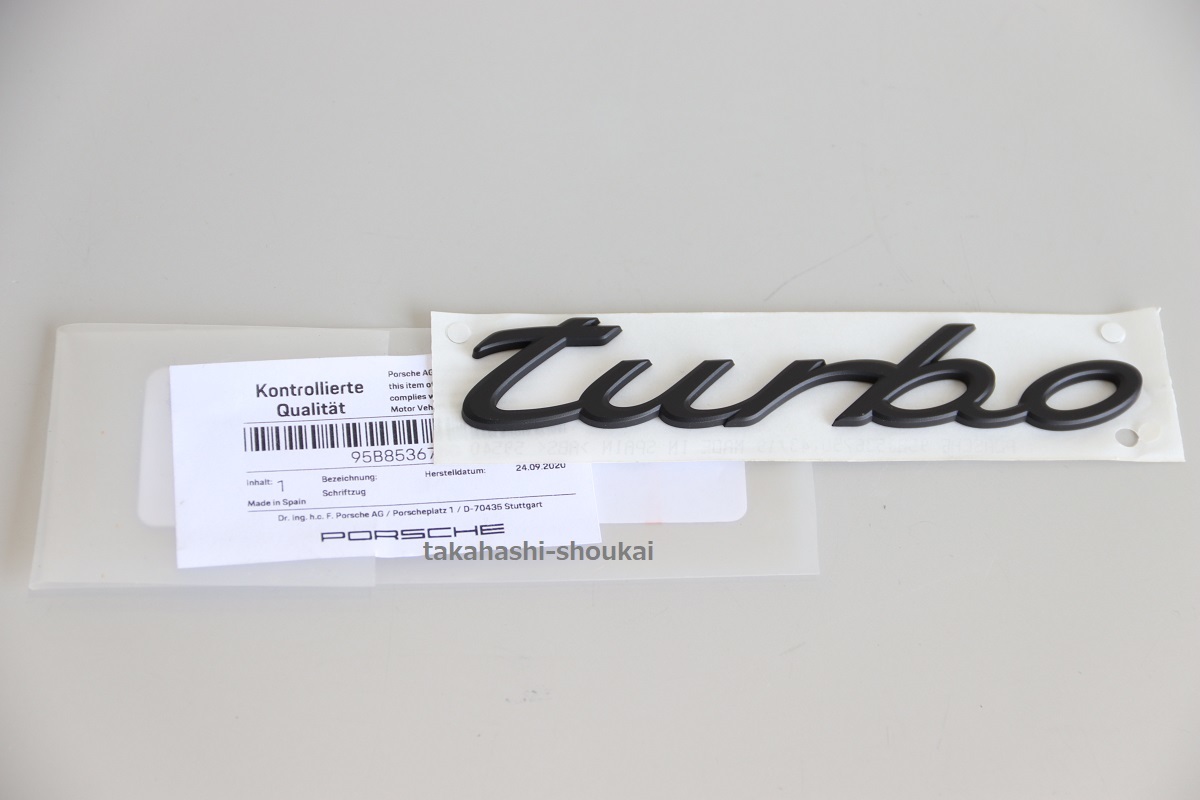 turbo
Kontrollierte
Qualität
Porsche AG
this item of
complies
Motor Veh
95B85367
Inhalt: 1
Bezeichnung:
Herstelldatum:
24.09.2020
Made in Spain
Schriftzug
Dr. ing. h.c. F. Porsche AG / Porscheplatz 1 / D-70435 Stuttgart
PORSCHE
takahashi-shoukai